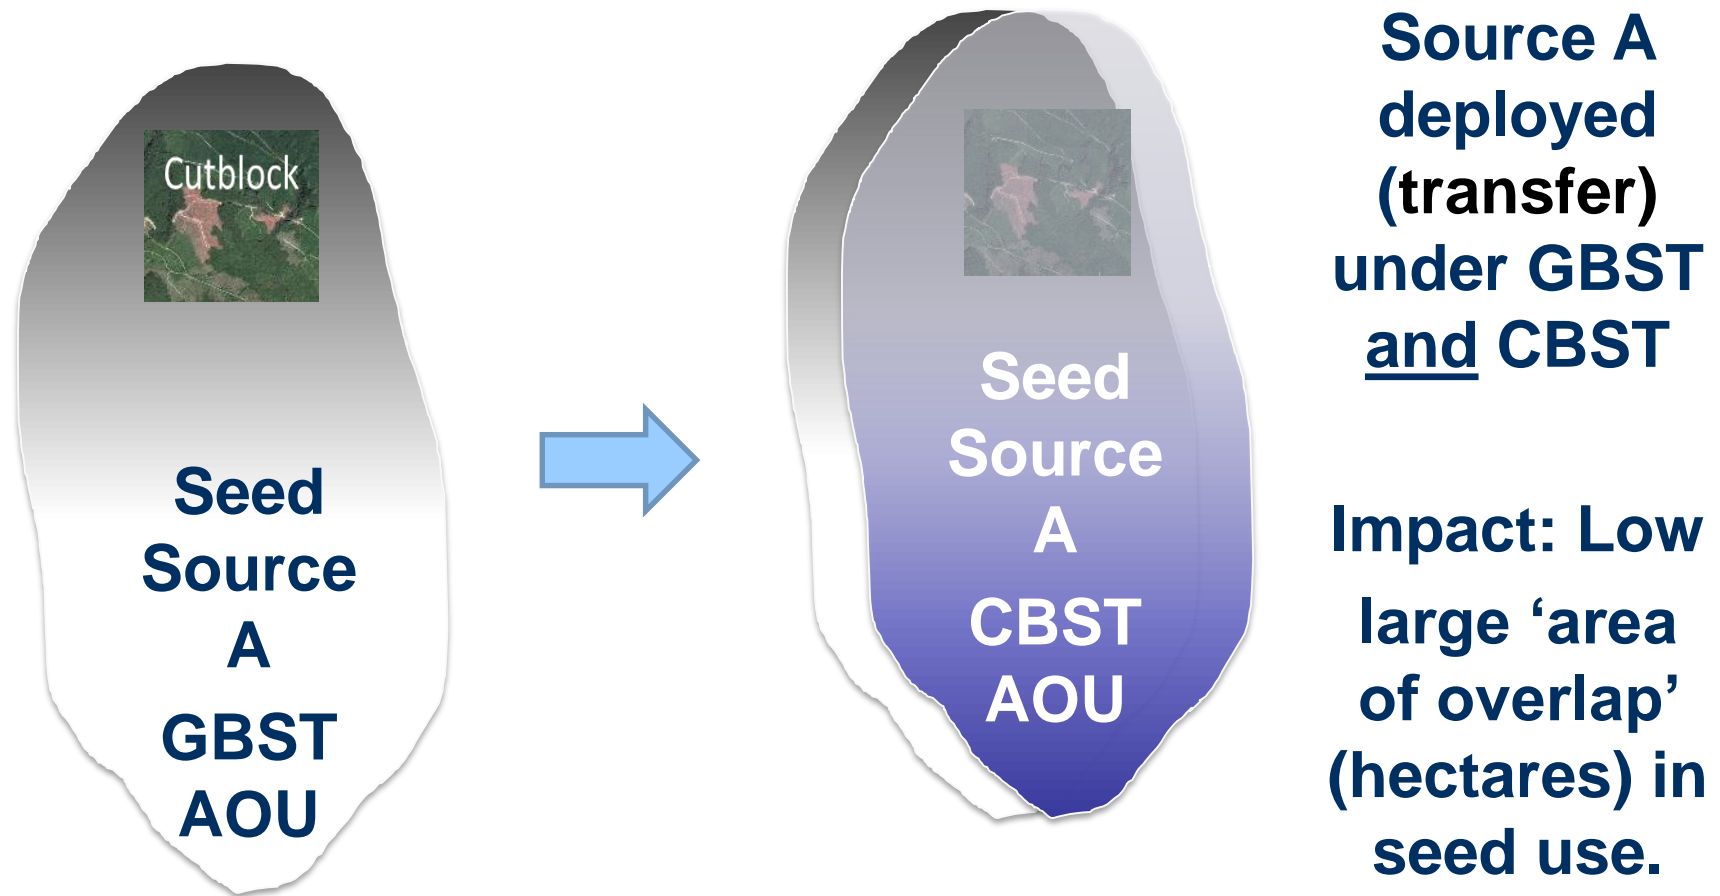 Cutblock
Seed
Source
A
GBST
AOU
Seed
Source
A
CBST
AOU
Source A
deployed
(transfer)
under GBST
and CBST
Impact: Low
large ‘area
of overlap’
(hectares) in
seed use.